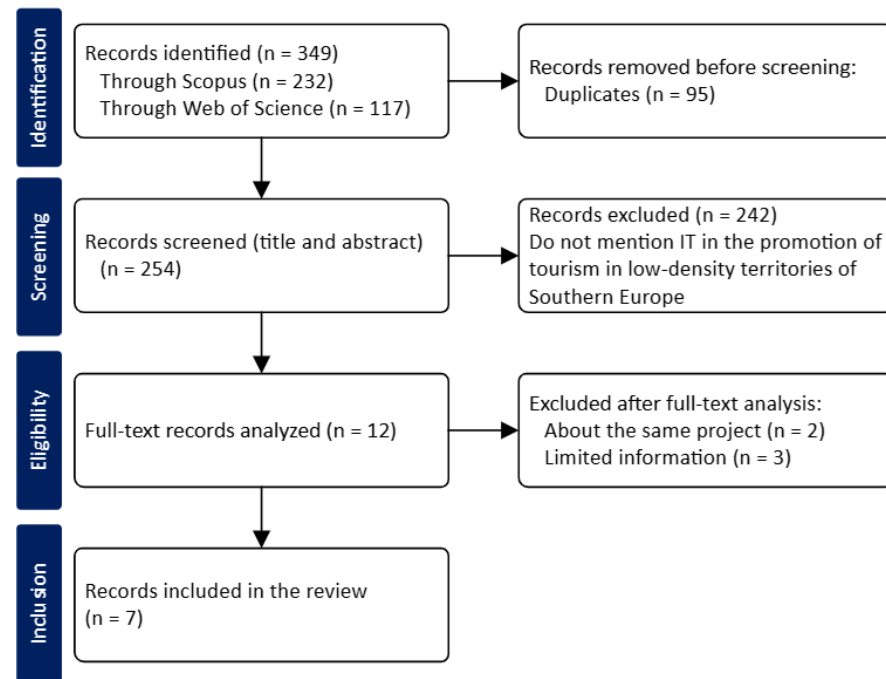 Identification
Records identified (n = 349)
Through Scopus = 232)
Through Web of Science (n = 117)
Records removed before screening:
Duplicates (n = 95)
Screening
Records screened (title and abstract)
(n = 254)
Records excluded (n = 242)
Do not mention IT in the promotion of
tourism in low-density territories of
Southern Europe
Eligibility
Full-text records analyzed (n = 12)
Excluded after full-text analysis:
About the same project (n = 2)
Limited information (n = 3)
Inclusion
Records included in the review
(n = 7)